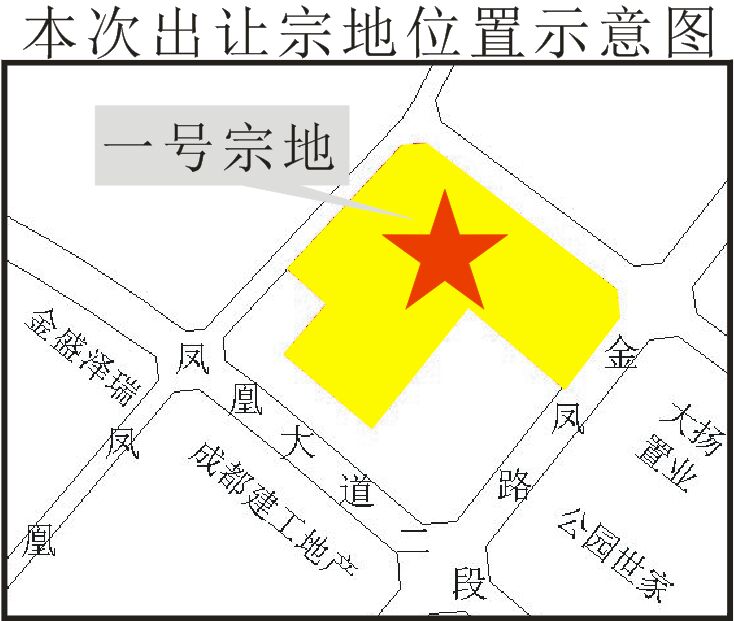 本次出让宗地位置示意图
一号宗地
金盛泽瑞
凤凰大道二段
凤凰
成都建工地产
金凤路
大扬
置业
公园世家